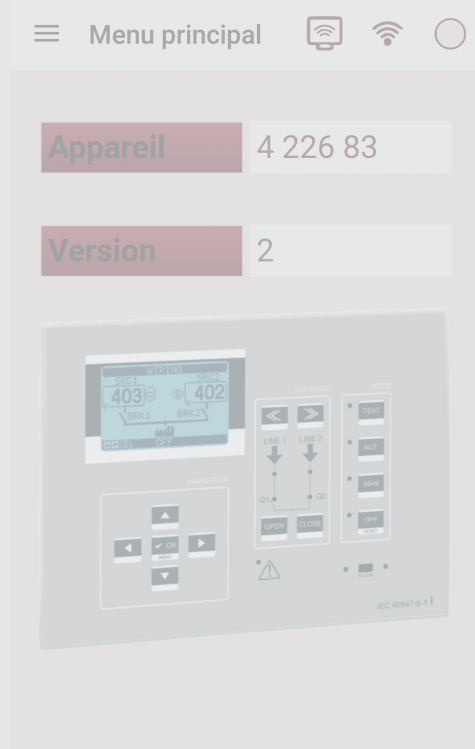 Menu principal
Appareil 4 226 83
Version 2
WIRING
SRC1 SRC2
403 402
BRK1 BRK2
SEL OFF
COMMAND
MODE
TEST
LINE 1 LINE 2
AUT
MAN
NAVIGATION
Q1 Q2
OPEN CLOSE OFF
RESET
OK
MENU
IEC 60947-6-1